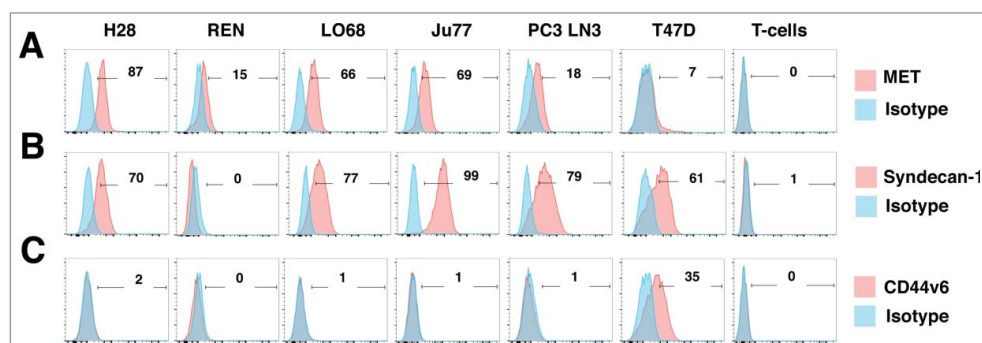 H28 REN LO68 Ju77 PC3 LN3 T47D T-cells
A
87 15 66 69 18 7 0
MET
Isotype
B
70 0 77 99 79 61 1
Syndecan-1
Isotype
C
2 0 1 1 1 35 0
CD44v6
Isotype